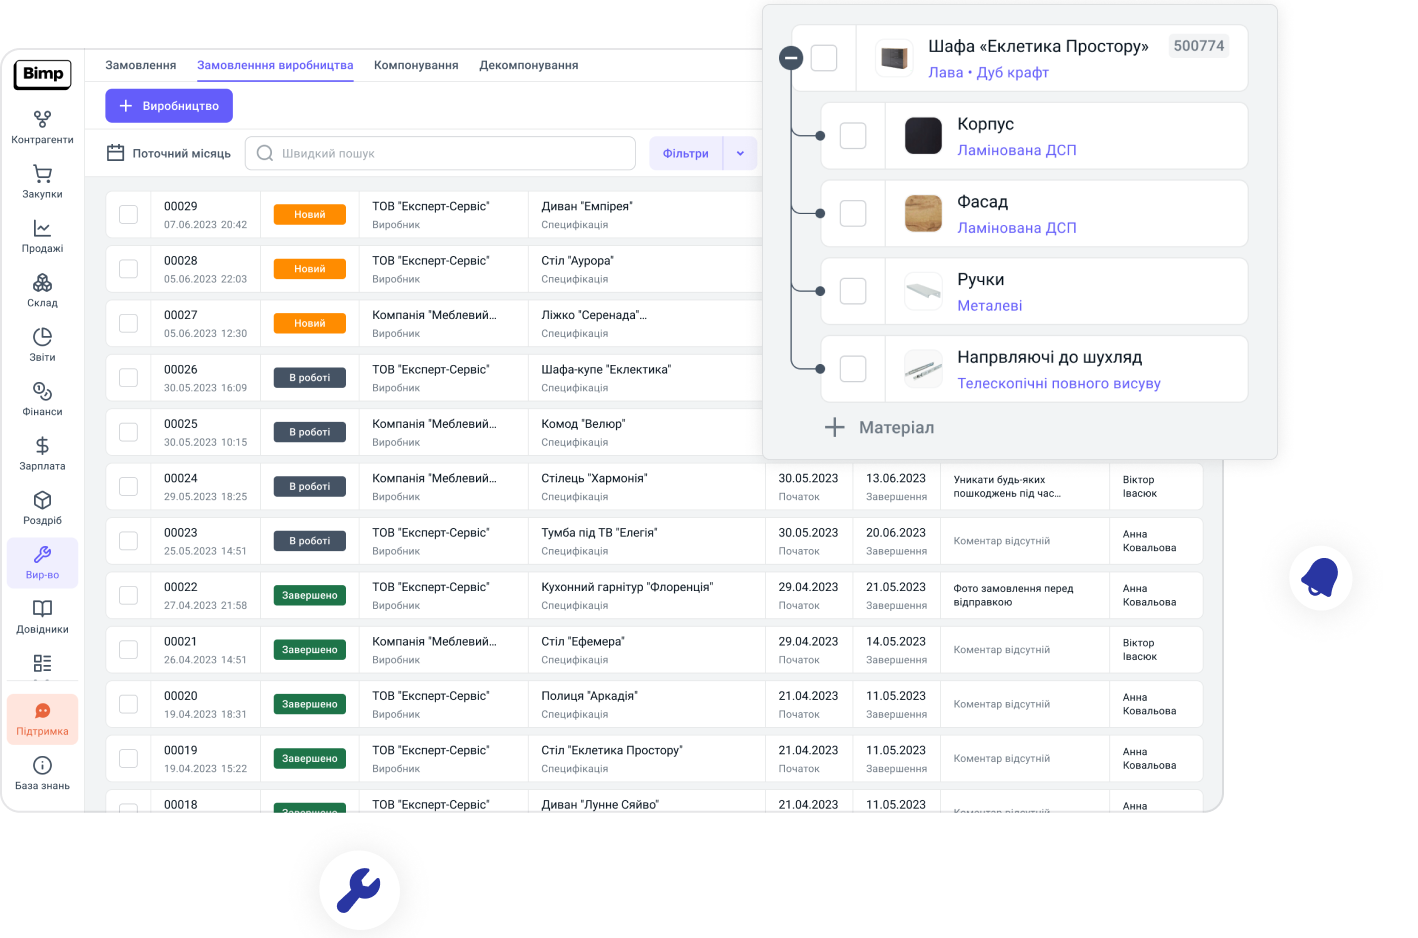 Bimp
Контрагенти
Закупки
Продажі
Склад
Звіти
Фінанси
Зарплата
Роздріб
Вир-во
Довідники
Підтримка
База знань
Замовлення
Замовленння виробництва
Компонування
Декомпонування
+ Виробництво
Поточний місяць
Швидкий пошук
Фільтри
00029 Новий ТОВ "Експерт-Сервіс" Диван "Емпірея"
07.06.2023 20:42 Виробник Специфікація
00028 Новий ТОВ "Експерт-Сервіс" Стіл "Аурора"
05.06.2023 22:03 Виробник Специфікація
00027 Новий Компанія "Меблевий... Ліжко "Серенада"...
05.06.2023 12:30 Виробник Специфікація
00026 В роботі ТОВ "Експерт-Сервіс" Шафа-купе "Еклектика"
30.05.2023 16:09 Виробник Специфікація
00025 В роботі Компанія "Меблевий... Комод "Велюр"
30.05.2023 10:15 Виробник Специфікація
00024 В роботі Компанія "Меблевий... Стілець "Хармонія" 30.05.2023 13.06.2023 Уникати будь-яких Віктор
29.05.2023 18:25 Виробник Специфікація Початок Завершення пошкоджень під час... Івасюк
00023 В роботі ТОВ "Експерт-Сервіс" Тумба під ТВ "Елегія" 30.05.2023 20.06.2023 Коментар відсутній Анна
25.05.2023 14:51 Виробник Специфікація Початок Завершення Ковальова
00022 Завершено ТОВ "Експерт-Сервіс" Кухонний гарнітур "Флоренція" 29.04.2023 21.05.2023 Фото замовлення перед Анна
27.04.2023 21:58 Виробник Специфікація Початок Завершення відправкою Ковальова
00021 Завершено Компанія "Меблевий... Стіл "Ефемера" 29.04.2023 14.05.2023 Коментар відсутній Віктор
26.04.2023 14:51 Виробник Специфікація Початок Завершення Івасюк
00020 Завершено ТОВ "Експерт-Сервіс" Полиця "Аркадія" 21.04.2023 11.05.2023 Коментар відсутній Анна
19.04.2023 18:31 Виробник Специфікація Початок Завершення Ковальова
00019 Завершено ТОВ "Експерт-Сервіс" Стіл "Еклетика Простору" 21.04.2023 11.05.2023 Коментар відсутній Анна
19.04.2023 15:22 Виробник Специфікація Початок Завершення Ковальова
00018 Завершено ТОВ "Експерт-Сервіс" Диван "Лунне Сяйво" 21.04.2023 11.05.2023 Коментар відсутній Анна
Шафа «Еклетика Простору» 500774
Лава • Дуб крафт
Корпус
Ламінована ДСП
Фасад
Ламінована ДСП
Ручки
Металеві
Напрвляючі до шухляд
Телескопічні повного висуву
+ Матеріал